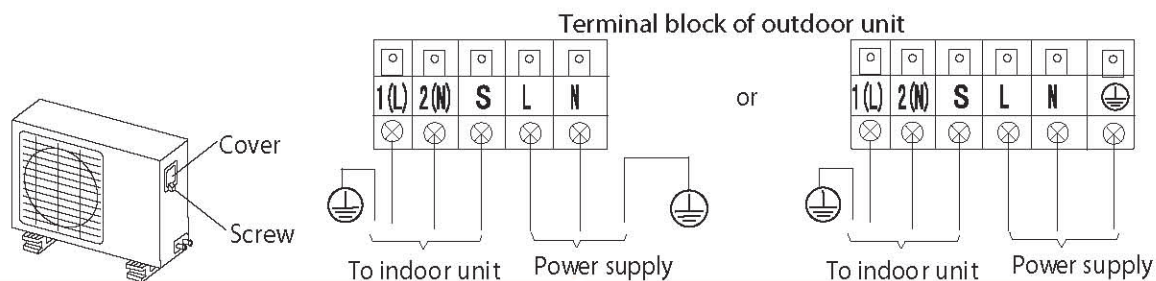 Terminal block of outdoor unit
1(L) 2(N) S L N
or
1(L) 2(N) S L N
Cover
Screw
To indoor unit
Power supply
To indoor unit
Power supply